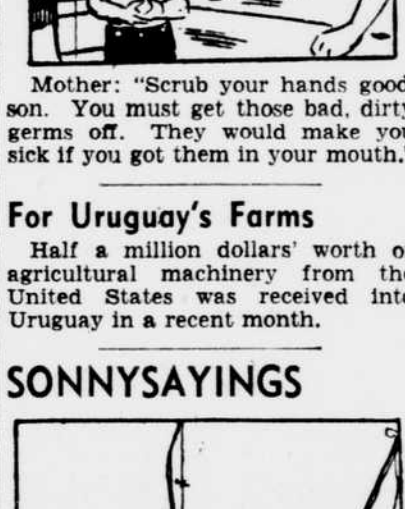 Mother: "Scrub your hands good
son. You must get those bad, dirty
germs off. They would make you
sick if you got them in your mouth."
For Uruguay's Farms
Half a million dollars' worth of
agricultural machinery from the
United States was received into
Uruguay in a recent month.
SONNYSAYINGS